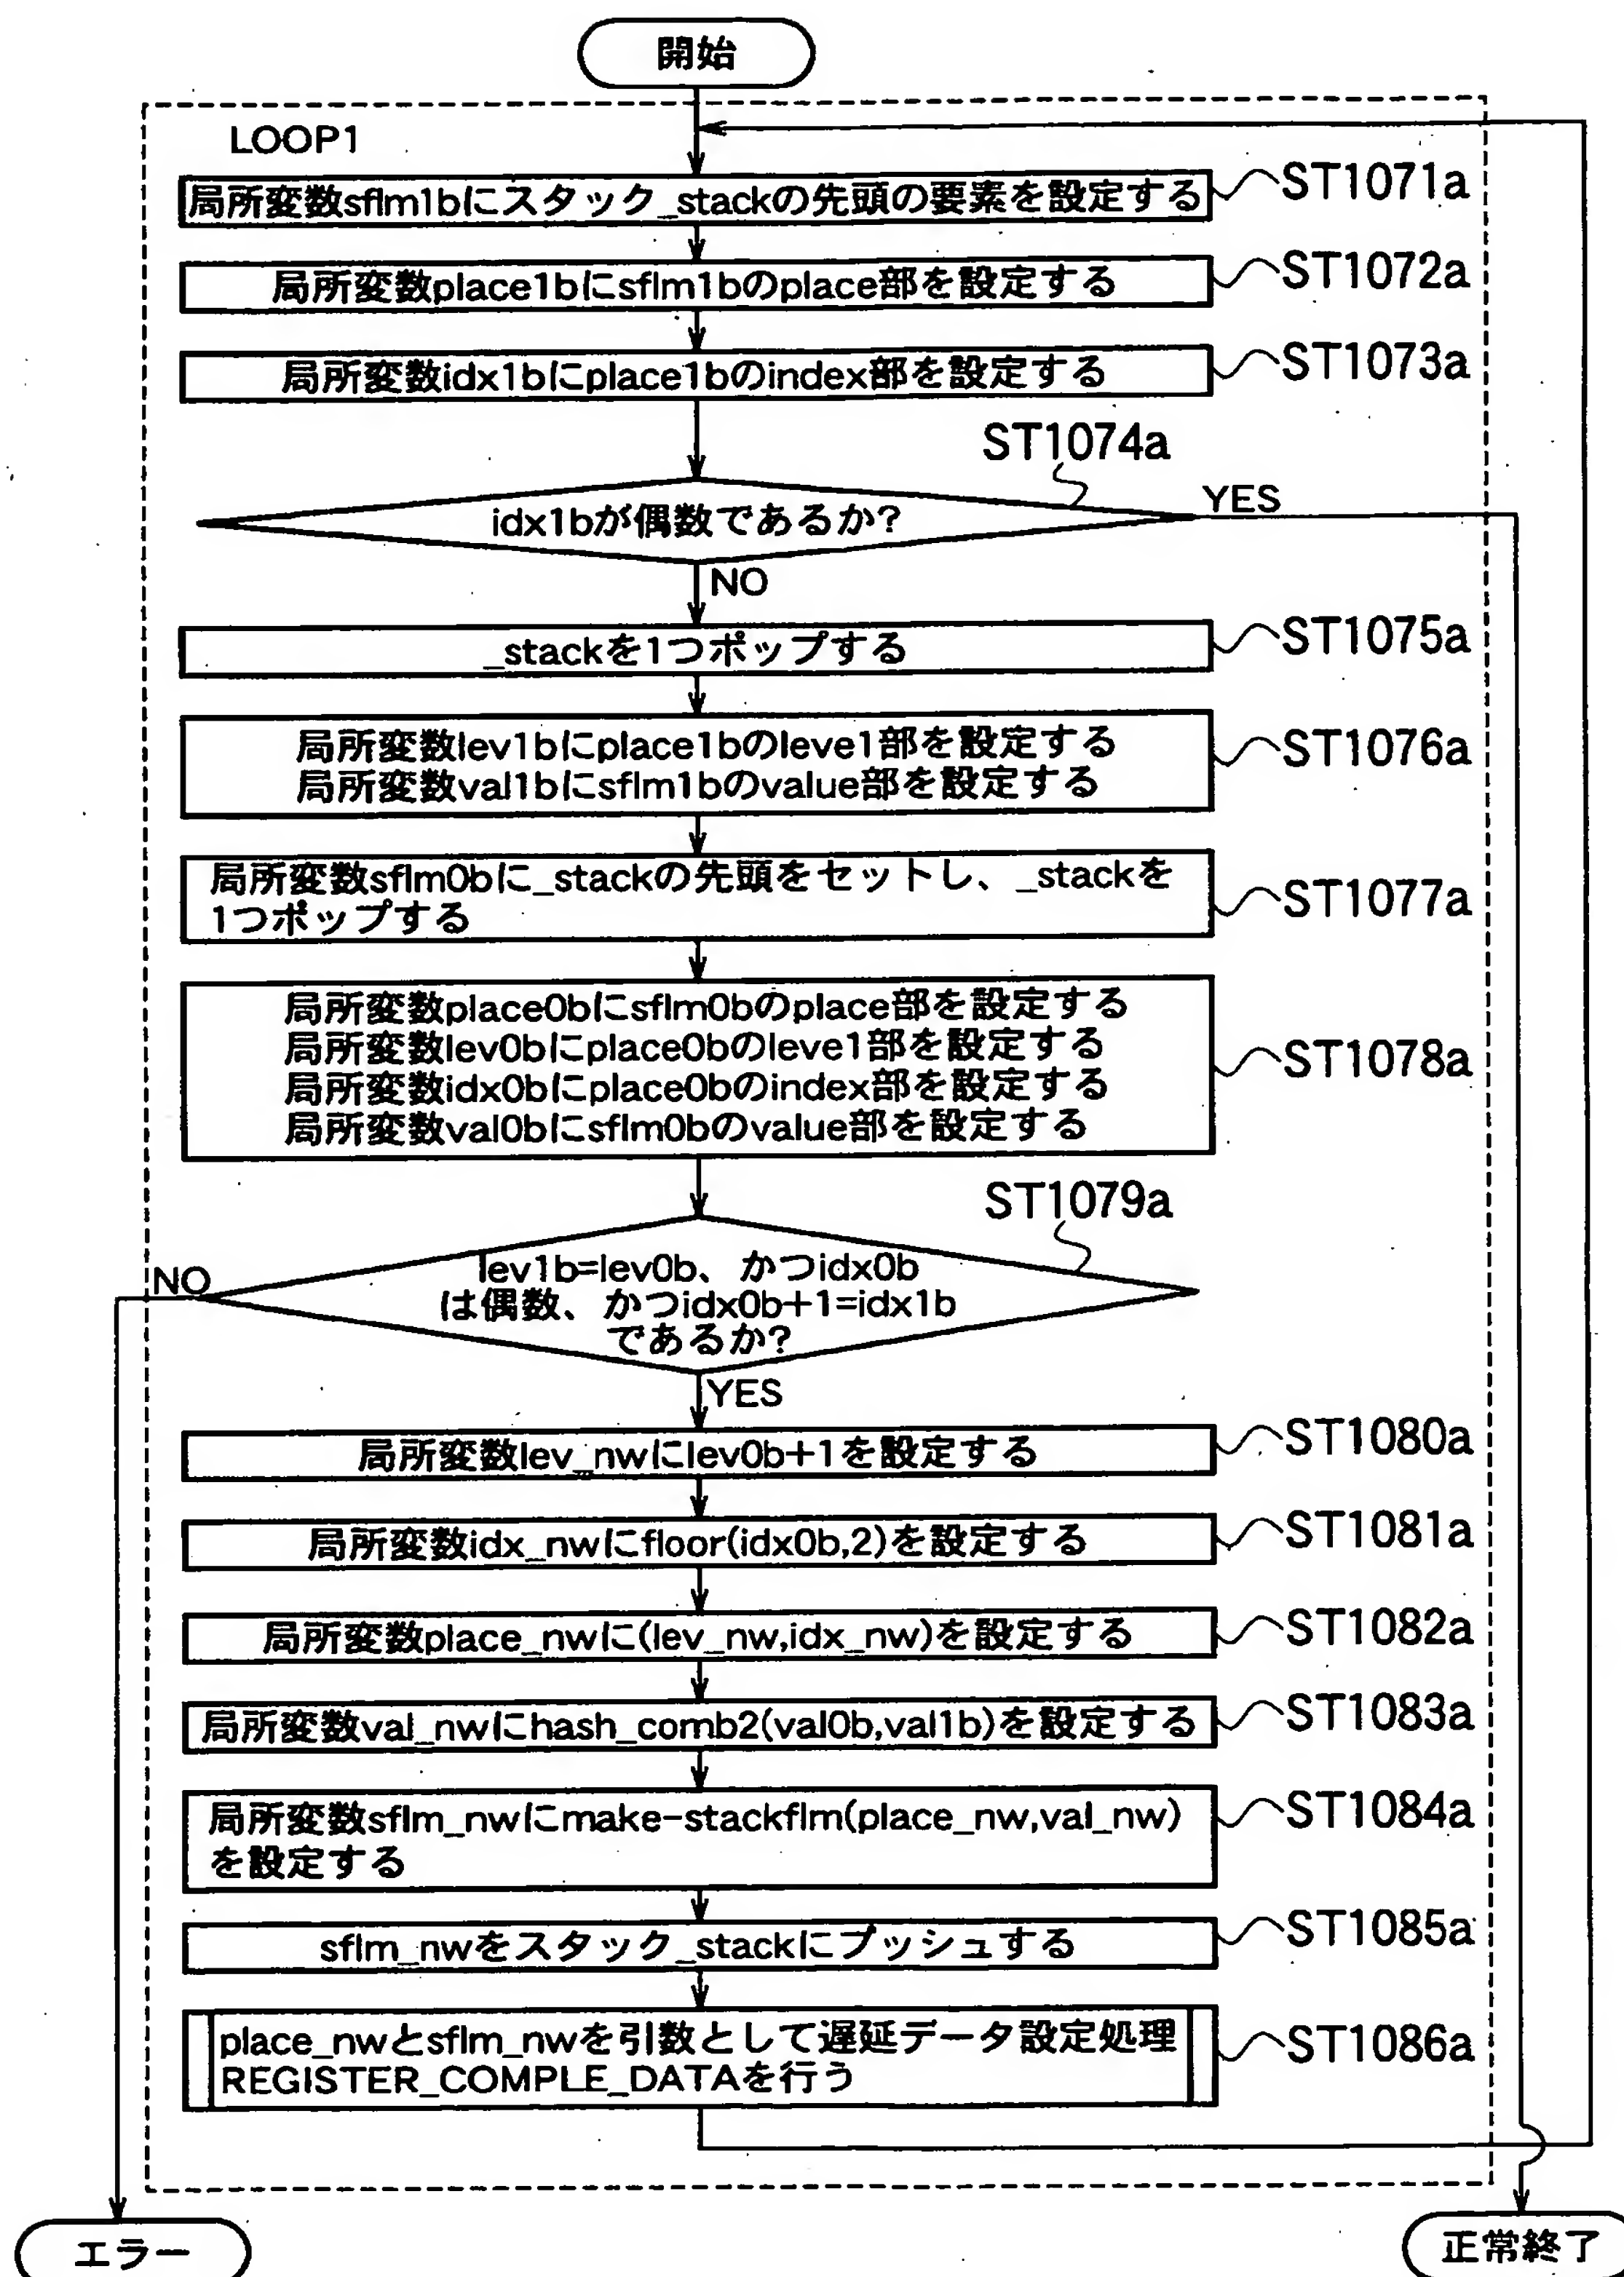 開始
LOOP1
局所変数sflm1bにスタック_stackの先頭の要素を設定する
ST1071a
局所変数place1bにsflm1bのplace部を設定する
ST1072a
局所変数idx1bにplace1bのindex部を設定する
ST1073a
ST1074a
idx1bが偶数であるか?
YES
NO
_stackを1つポップする
ST1075a
局所変数lev1bにplace1bのleve1部を設定する
局所変数val1bにsflm1bのvalue部を設定する
ST1076a
局所変数sflm0bに_stackの先頭をセットし、_stackを
1つポップする
ST1077a
局所変数place0bにsflm0bのplace部を設定する
局所変数lev0bにplace0bのleve1部を設定する
局所変数idx0bにplace0bのindex部を設定する
局所変数val0bにsflm0bのvalue部を設定する
ST1078a
ST1079a
NO
lev1b=lev0b、かつidx0b
は偶数、かつidx0b+1=idx1b
であるか?
YES
局所変数lev_nwにlev0b+1を設定する
ST1080a
局所変数idx_nwにfloor(idx0b,2)を設定する
ST1081a
局所変数place_nwに(lev_nw,idx_nw)を設定する
ST1082a
局所変数val_nwにhash_comb2(val0b,val1b)を設定する
ST1083a
局所変数sflm_nwにmake-stackflm(place_nw,val_nw)
を設定する
ST1084a
sflm_nwをスタック_stackにプッシュする
ST1085a
place_nwとsflm_nwを引数として遅延データ設定処理
REGISTER_COMPLE_DATAを行う
ST1086a
エラー
正常終了